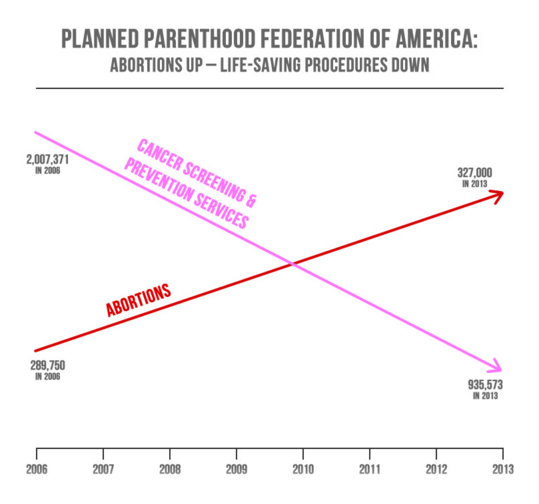 PLANNED PARENTHOOD FEDERATION OF AMERICA:
ABORTIONS UP – LIFE-SAVING PROCEDURES DOWN
2,007,371
IN 2006
CANCER SCREENING &
PREVENTION SERVICES
327,000
IN 2013
ABORTIONS
289,750
IN 2006
935,573
IN 2013
2006 2007 2008 2009 2010 2011 2012 2013